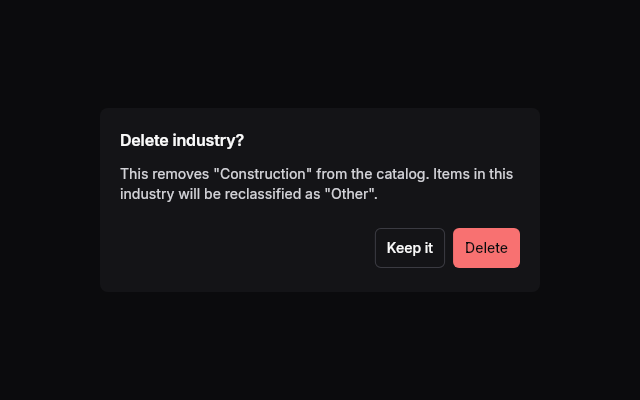 Delete industry?
This removes "Construction" from the catalog. Items in this
industry will be reclassified as "Other".
Keep it
Delete